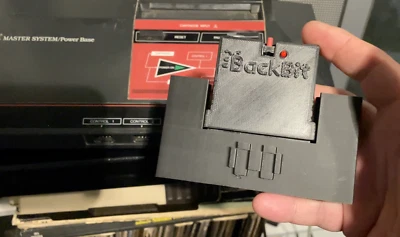 MASTER SYSTEM/Power Base
RESET
BackBit
CONTROL 1
CONTROL 2